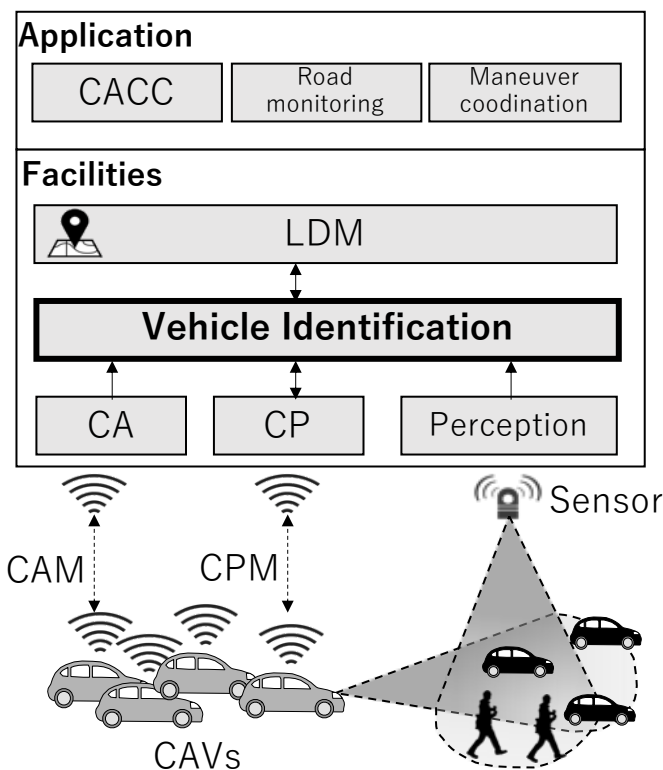 Application
CACC
Road
monitoring
Maneuver
coodination
Facilities
LDM
Vehicle Identification
CA
CP
Perception
Sensor
CAM
CPM
CAVs